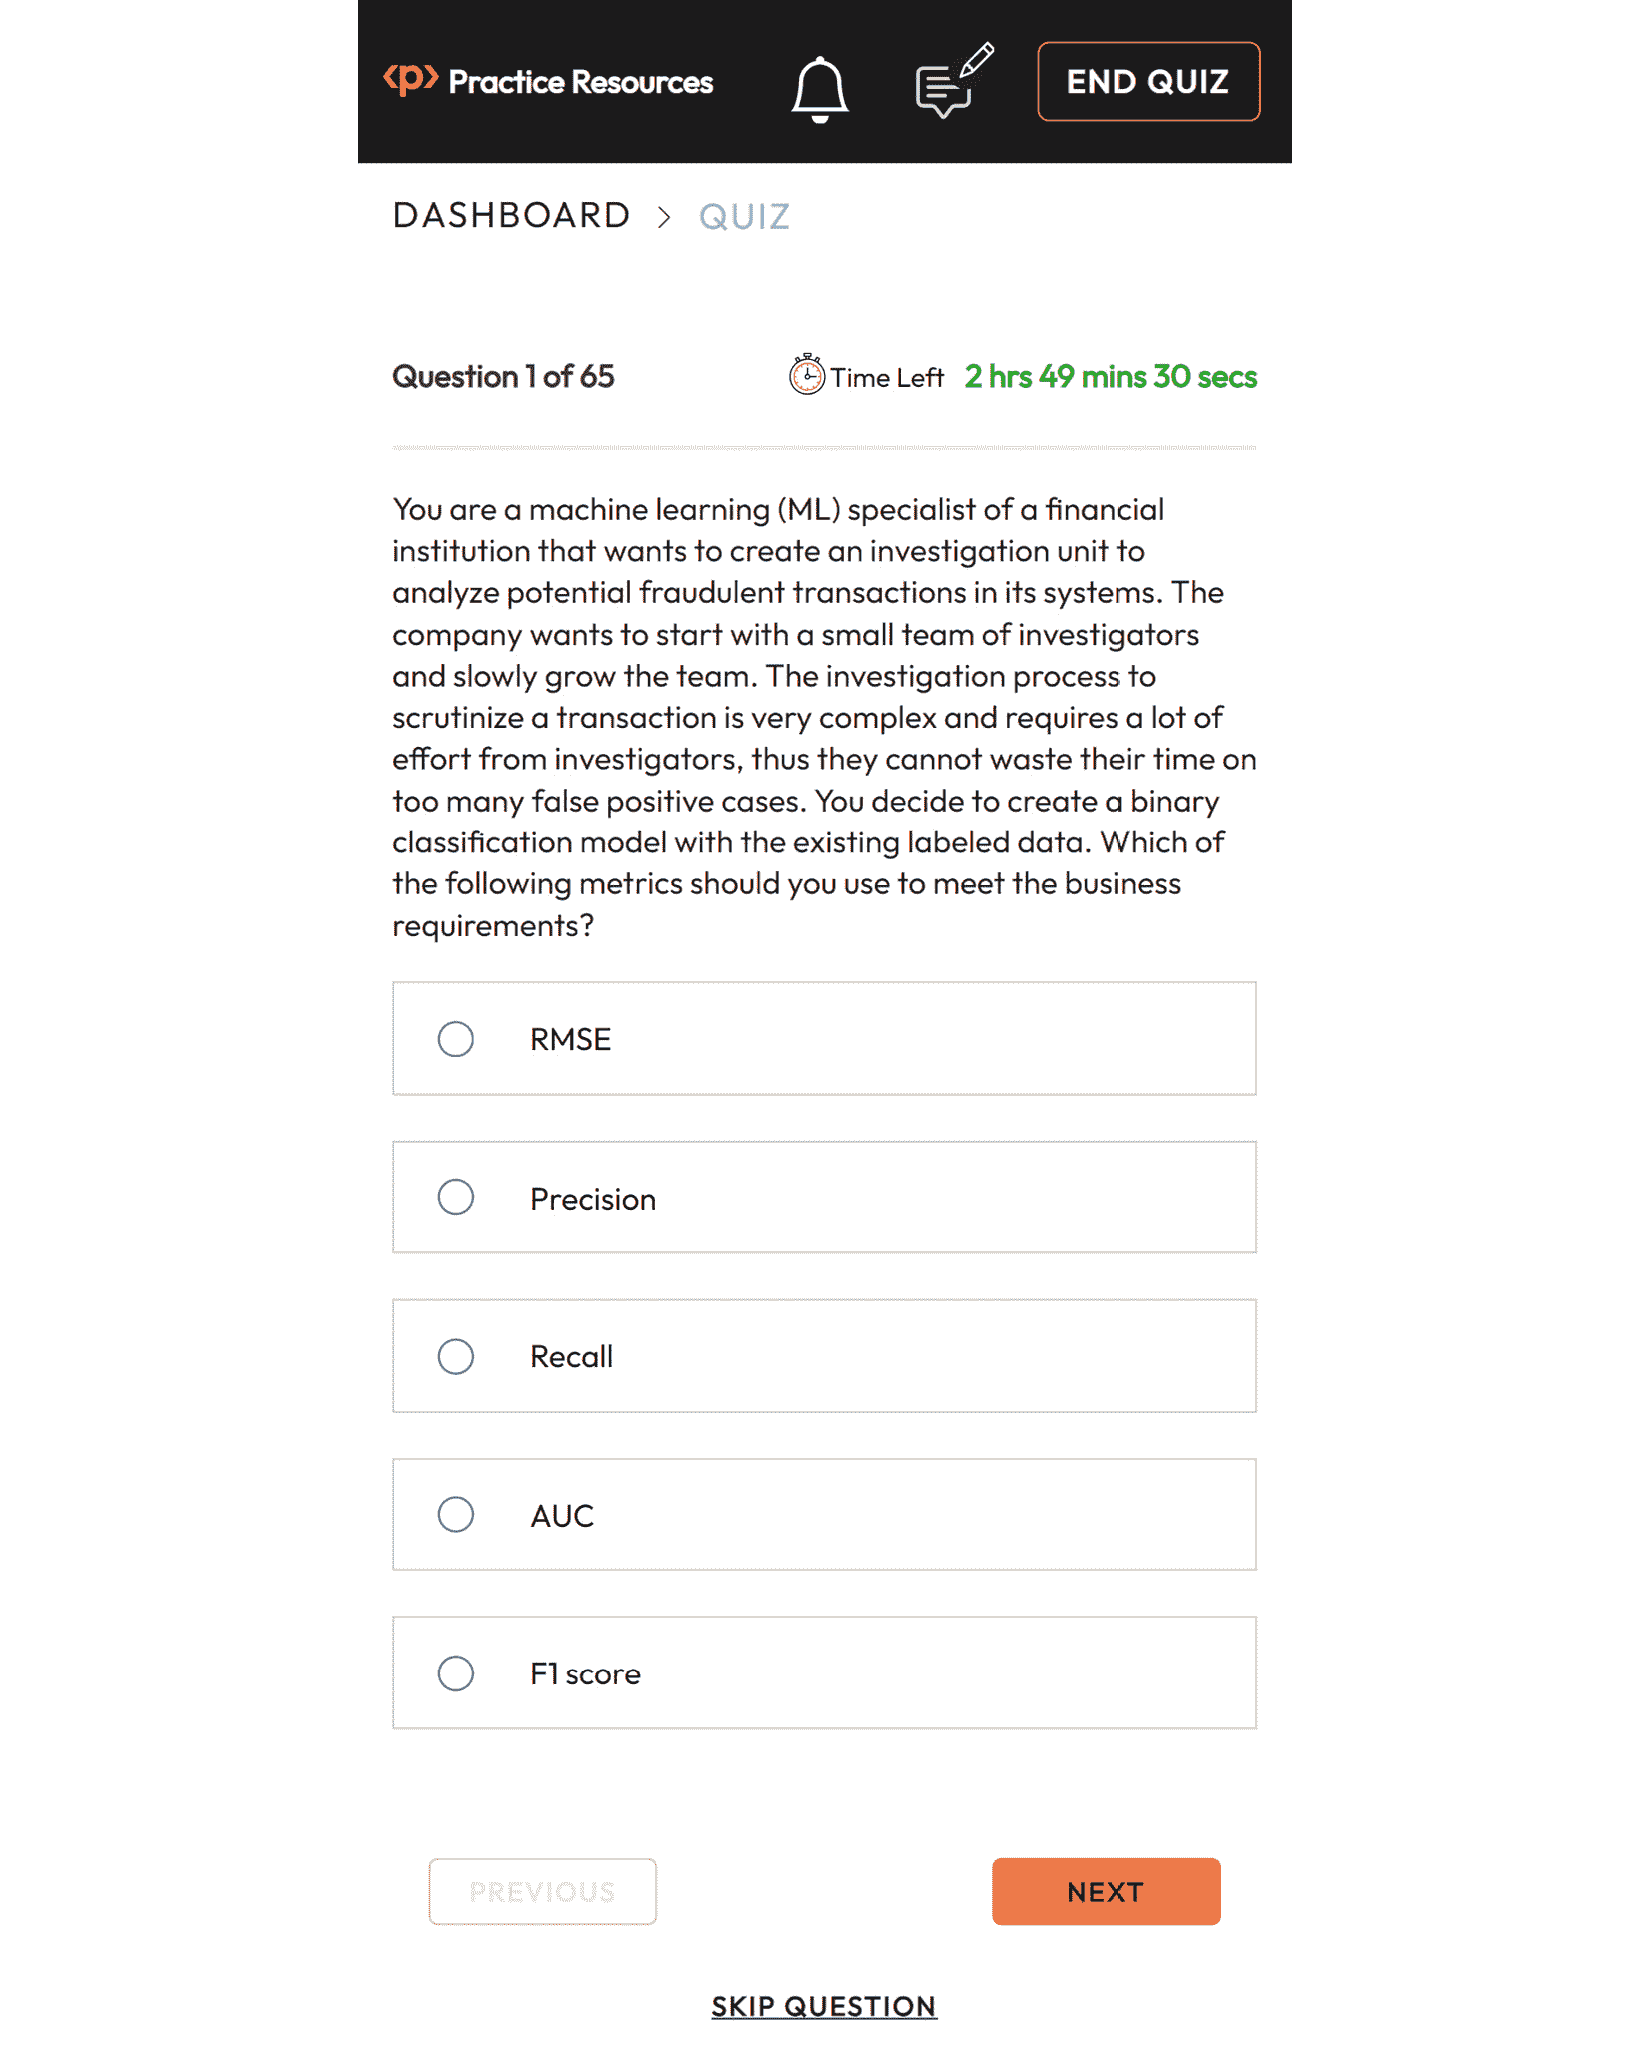 <p> Practice Resources
END QUIZ
DASHBOARD > QUIZ
Question 1 of 65
Time Left 2 hrs 49 mins 30 secs
You are a machine learning (ML) specialist of a financial
institution that wants to create an investigation unit to
analyze potential fraudulent transactions in its systems. The
company wants to start with a small team of investigators
and slowly grow the team. The investigation process to
scrutinize a transaction is very complex and requires a lot of
effort from investigators, thus they cannot waste their time on
too many false positive cases. You decide to create a binary
classification model with the existing labeled data. Which of
the following metrics should you use to meet the business
requirements?
RMSE
Precision
Recall
AUC
F1 score
PREVIOUS
NEXT
SKIP QUESTION